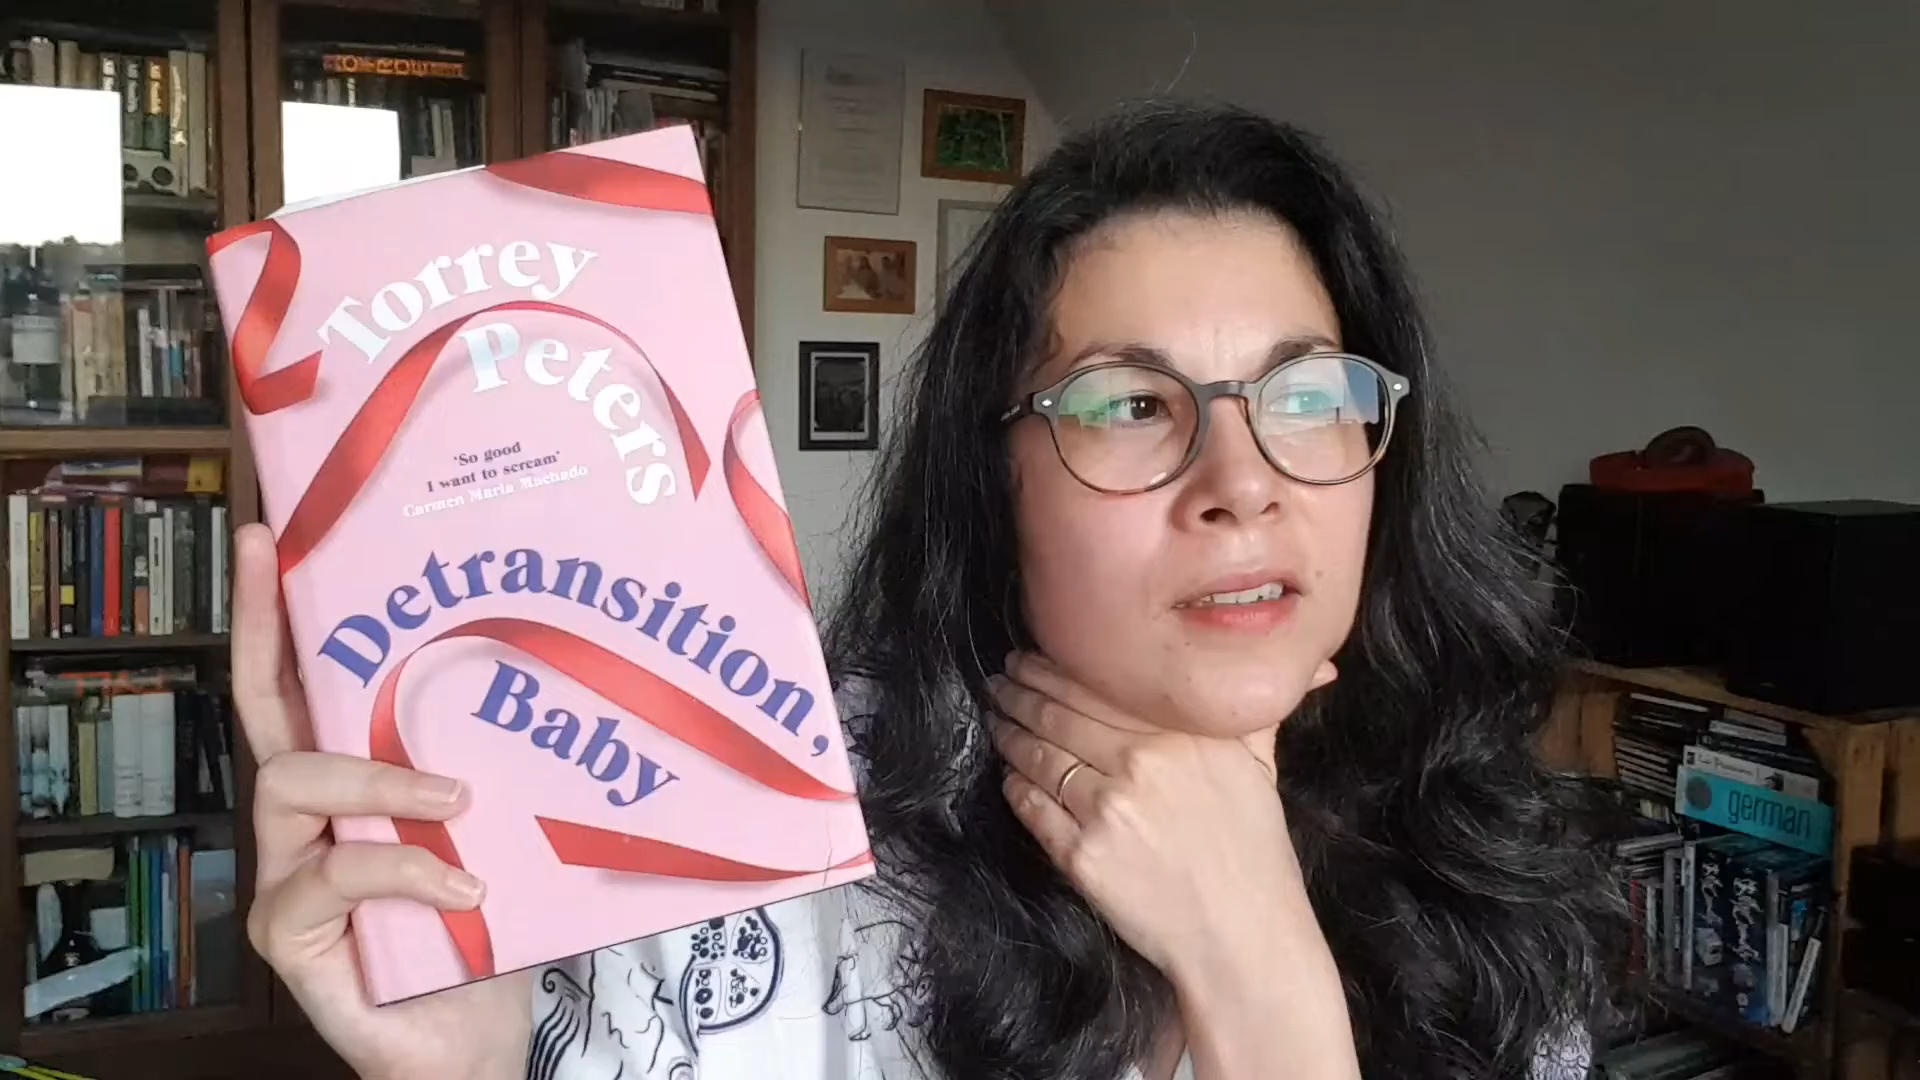 Torrey
Peters
'So good
I want to scream'
Carmen Maria Machado
Detransition,
Baby
german